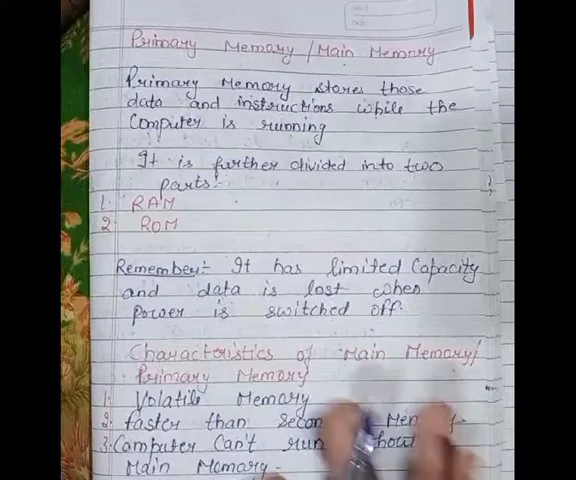 Primary Memory /Main Memory
Primary Memory stores those
data and instructions while the
Computer is running
It is further divided into two
parts:
1. RAM
2. ROM
Remember:- It has limited Capacity
and data is lost when
power is switched off.
Characteristics of Main Memory/
Primary Memory
1. Volatile Memory
2. faster than Mem
3. Computer Can't run
Main Memory.